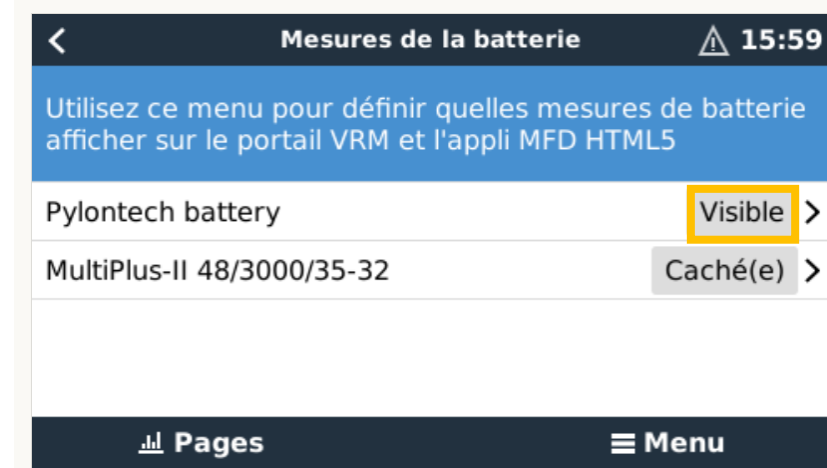 Mesures de la batterie 15:59
Utilisez ce menu pour définir quelles mesures de batterie
afficher sur le portail VRM et l'appli MFD HTML5
Pylontech battery Visible
MultiPlus-II 48/3000/35-32 Caché(e)
Pages Menu